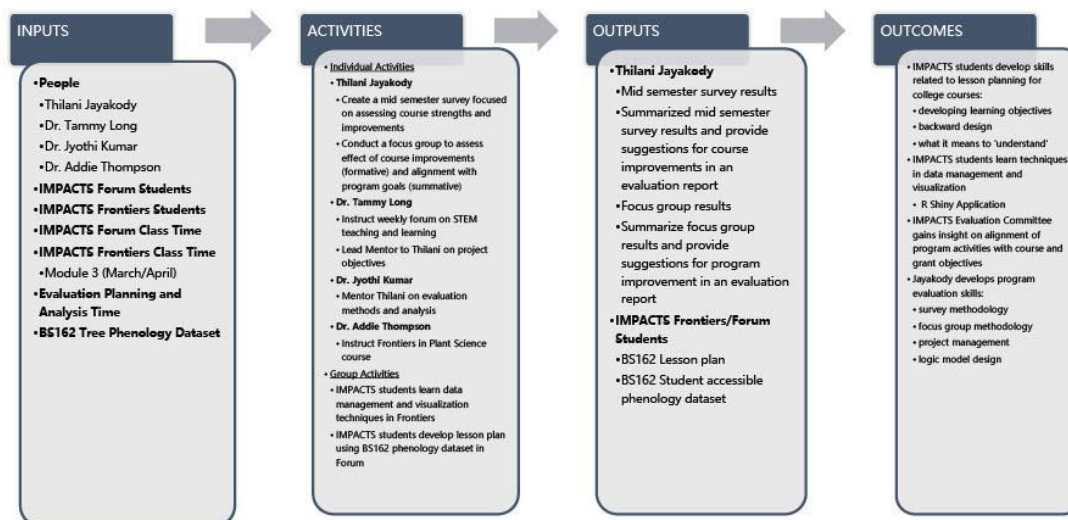 INPUTS
•People
•Thilani Jayakody
•Dr. Tammy Long
•Dr. Jyothi Kumar
•Dr. Addie Thompson
•IMPACTS Forum Students
•IMPACTS Frontiers Students
•IMPACTS Forum Class Time
•IMPACTS Frontiers Class Time
•Module 3 (March/April)
•Evaluation Planning and
Analysis Time
•BS162 Tree Phenology Dataset
ACTIVITIES
• Individual Activities
• Thilani Jayakody
• Create a mid semester survey focused
on assessing course strengths and
improvements
• Conduct a focus group to assess
effect of course improvements
(formative) and alignment with
program goals (summative)
• Dr. Tammy Long
• Instruct weekly forum on STEM
teaching and learning
• Lead Mentor to Thilani on project
objectives
• Dr. Jyothi Kumar
• Mentor Thilani on evaluation
methods and analysis
• Dr. Addie Thompson
• Instruct Frontiers in Plant Science
course
• Group Activities
• IMPACTS students learn data
management and visualization
techniques in Frontiers
• IMPACTS students develop lesson plan
using BS162 phenology dataset in
Forum
OUTPUTS
•Thilani Jayakody
•Mid semester survey results
•Summarized mid semester
survey results and provide
suggestions for course
improvements in an
evaluation report
•Focus group results
•Summarize focus group
results and provide
suggestions for program
improvement in an evaluation
report
•IMPACTS Frontiers/Forum
Students
•BS162 Lesson plan
•BS162 Student accessible
phenology dataset
OUTCOMES
• IMPACTS students develop skills
related to lesson planning for
college courses:
• developing learning objectives
• backward design
• what it means to 'understand'
• IMPACTS students learn techniques
in data management and
visualization
• R Shiny Application
• IMPACTS Evaluation Committee
gains insight on alignment of
program activities with course and
grant objectives
• Jayakody develops program
evaluation skills:
• survey methodology
• focus group methodology
• project management
• logic model design